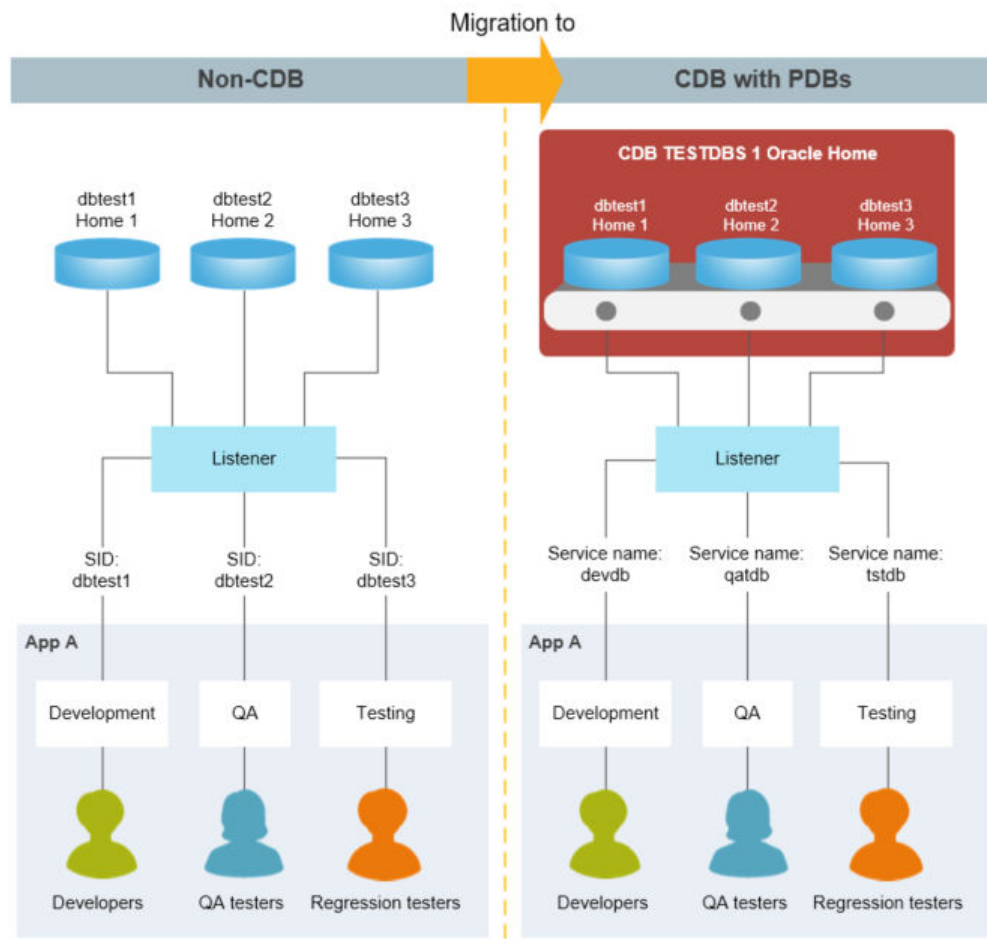 Migration to
Non-CDB
CDB with PDBs
dbtest1
Home 1
dbtest2
Home 2
dbtest3
Home 3
Listener
SID:
dbtest1
SID:
dbtest2
SID:
dbtest3
App A
Development
QA
Testing
Developers
QA testers
Regression testers
CDB TESTDBS 1 Oracle Home
dbtest1
Home 1
dbtest2
Home 2
dbtest3
Home 3
Listener
Service name:
devdb
Service name:
qatdb
Service name:
tstdb
App A
Development
QA
Testing
Developers
QA testers
Regression testers